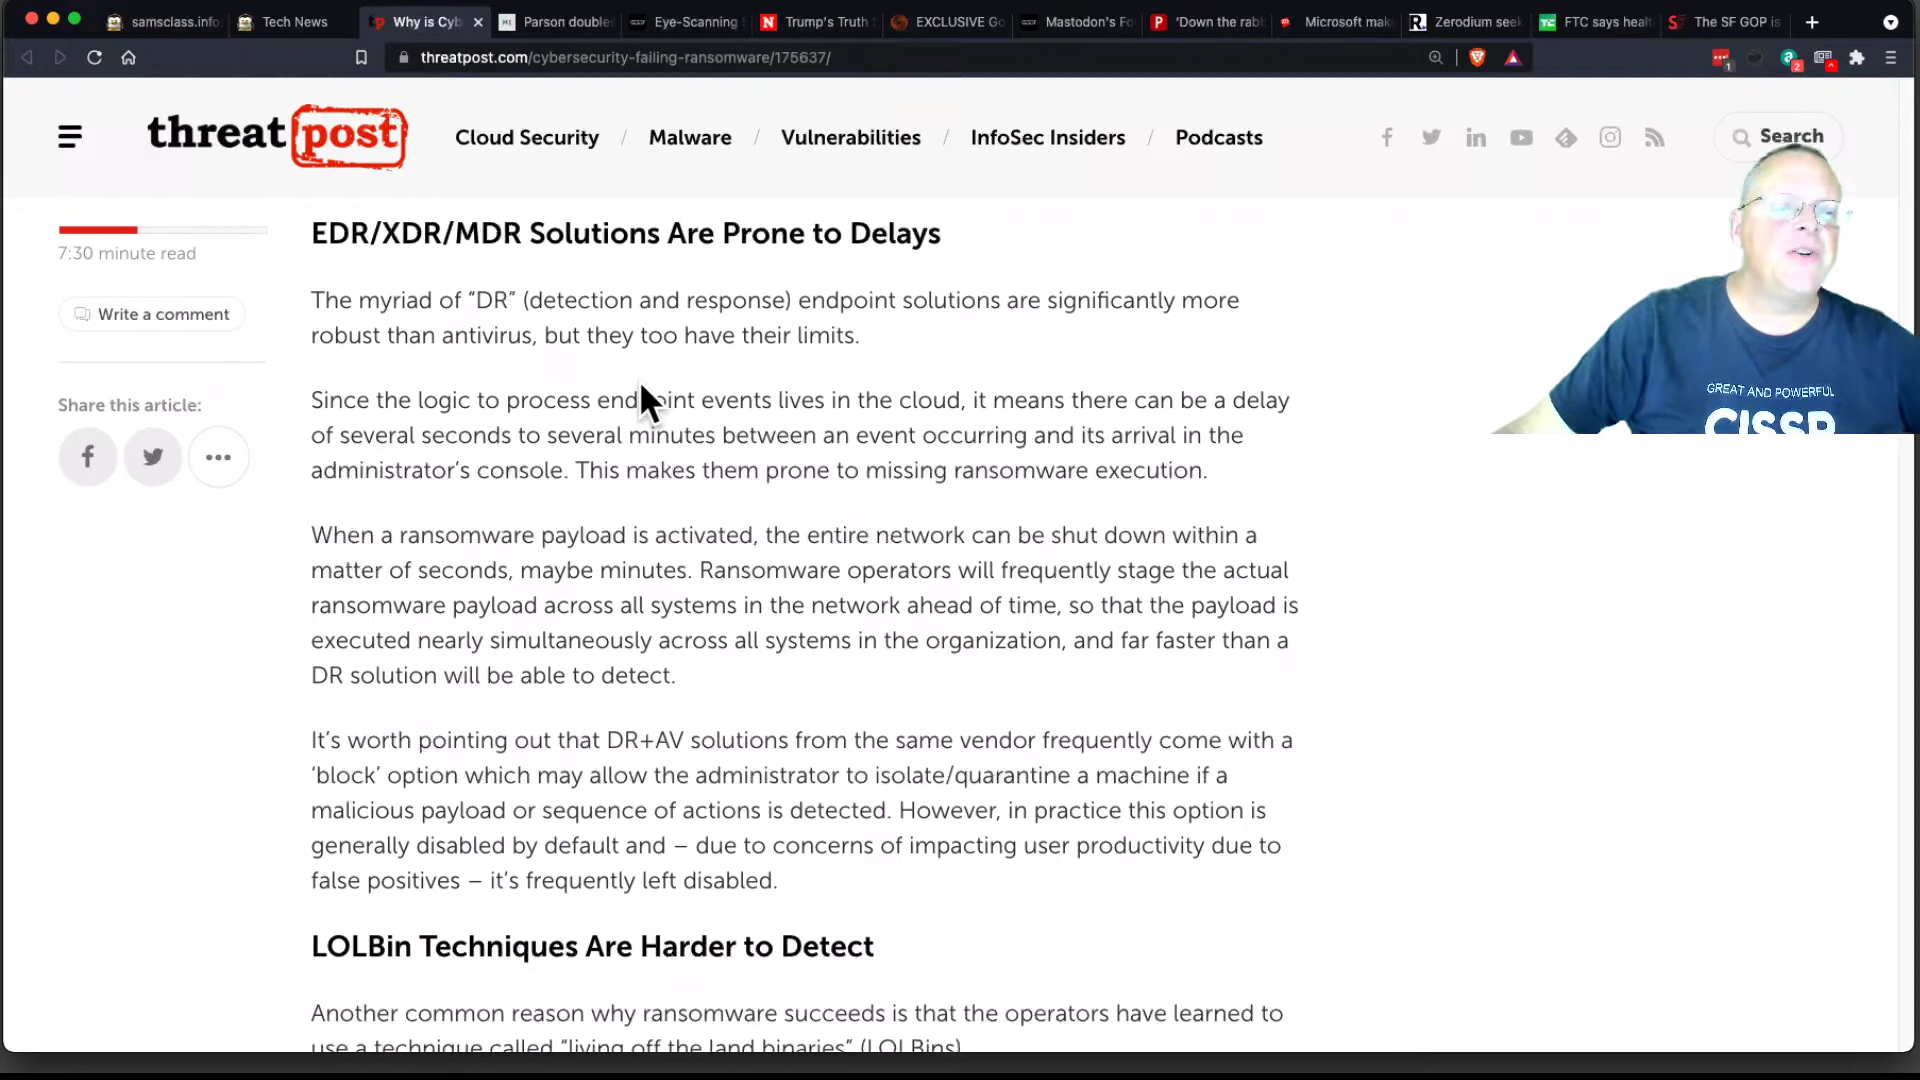 samsclass.info
Tech News
Why is Cyb
Parson double
Eye-Scanning
Trump's Truth
EXCLUSIVE Go
Mastodon's Fo
'Down the rab
Microsoft mak
Zerodium seek
FTC says heal
The SF GOP is
threatpost.com/cybersecurity-failing-ransomware/175637/
threat post
Cloud Security / Malware / Vulnerabilities / InfoSec Insiders / Podcasts
Search
7:30 minute read
Write a comment
Share this article:
EDR/XDR/MDR Solutions Are Prone to Delays
The myriad of “DR” (detection and response) endpoint solutions are significantly more
robust than antivirus, but they too have their limits.
Since the logic to process endpoint events lives in the cloud, it means there can be a delay
of several seconds to several minutes between an event occurring and its arrival in the
administrator’s console. This makes them prone to missing ransomware execution.
When a ransomware payload is activated, the entire network can be shut down within a
matter of seconds, maybe minutes. Ransomware operators will frequently stage the actual
ransomware payload across all systems in the network ahead of time, so that the payload is
executed nearly simultaneously across all systems in the organization, and far faster than a
DR solution will be able to detect.
It’s worth pointing out that DR+AV solutions from the same vendor frequently come with a
‘block’ option which may allow the administrator to isolate/quarantine a machine if a
malicious payload or sequence of actions is detected. However, in practice this option is
generally disabled by default and – due to concerns of impacting user productivity due to
false positives – it’s frequently left disabled.
LOLBin Techniques Are Harder to Detect
Another common reason why ransomware succeeds is that the operators have learned to
use a technique called “living off the land binaries” (LOLBins)
GREAT AND POWERFUL
CISSP